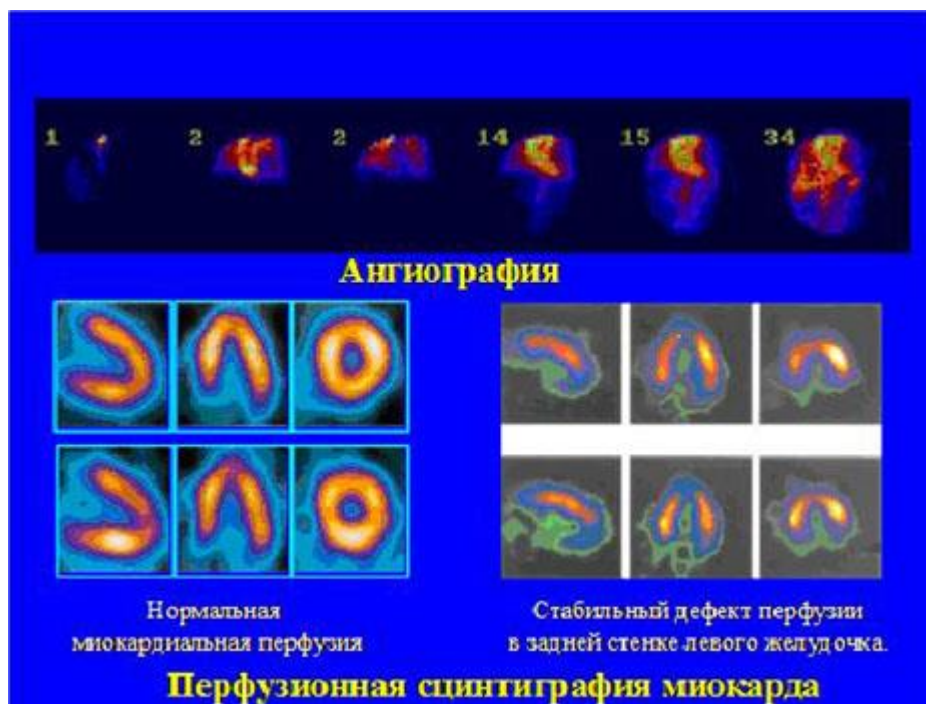 1 2 2 14 15 34
Ангиография
Нормальная
миокардиальная перфузия
Стабильный дефект перфузии
в задней стенке левого желудочка.
Перфузионная сцинтиграфия миокарда